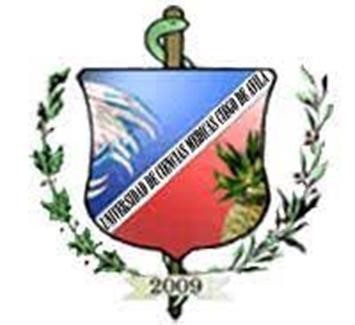 UNIVERSIDAD DE CIENCIAS MEDICAS CIEGO DE AVILA
2009